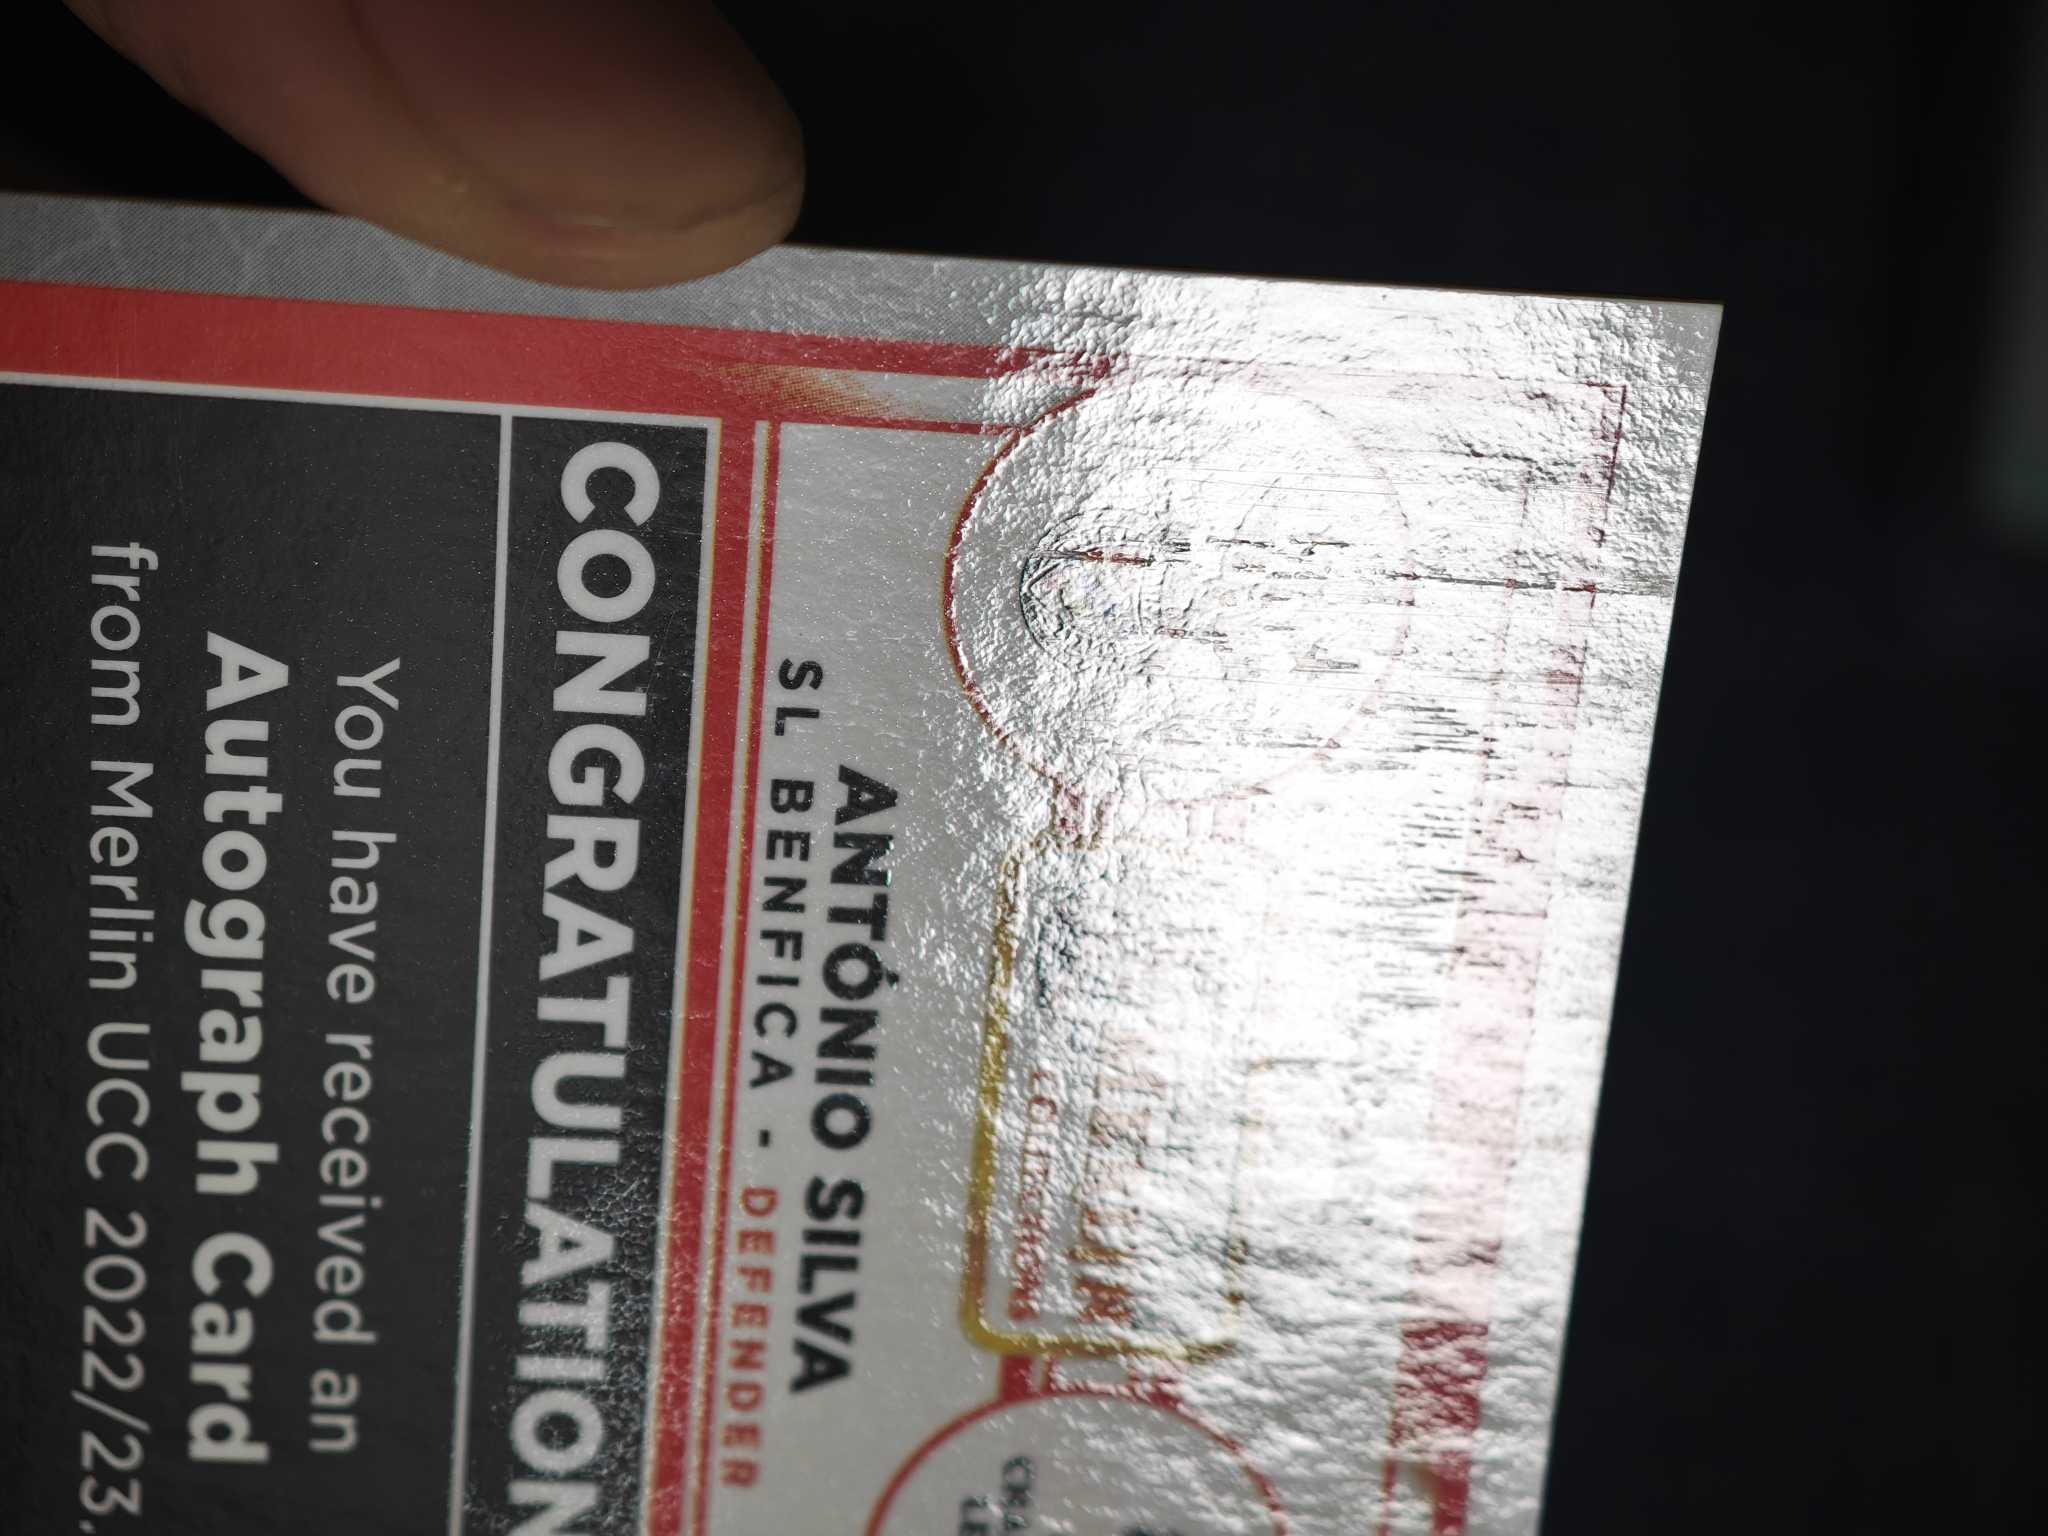 ANTÓNIO SILVA
SL BENFICA - DEFENDER
CONGRATULATION
You have received an
Autograph Card
from Merlin UCC 2022/23.